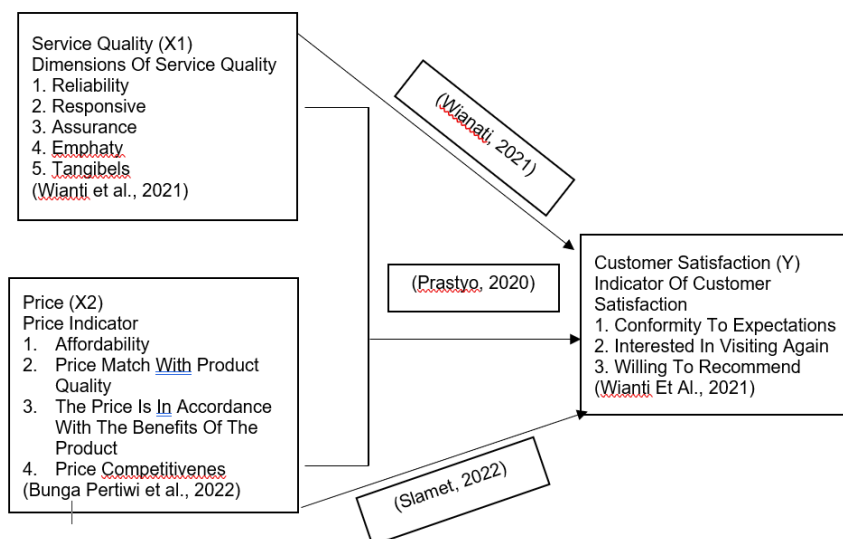 Service Quality (X1)
Dimensions Of Service Quality
1. Reliability
2. Responsive
3. Assurance
4. Emphaty
5. Tangibels
(Wianti et al., 2021)
(Wianati, 2021)
(Prastyo, 2020)
Customer Satisfaction (Y)
Indicator Of Customer
Satisfaction
1. Conformity To Expectations
2. Interested In Visiting Again
3. Willing To Recommend
(Wianti Et Al., 2021)
Price (X2)
Price Indicator
1. Affordability
2. Price Match With Product
Quality
3. The Price Is In Accordance
With The Benefits Of The
Product
4. Price Competitivenes
(Bunga Pertiwi et al., 2022)
(Slamet, 2022)